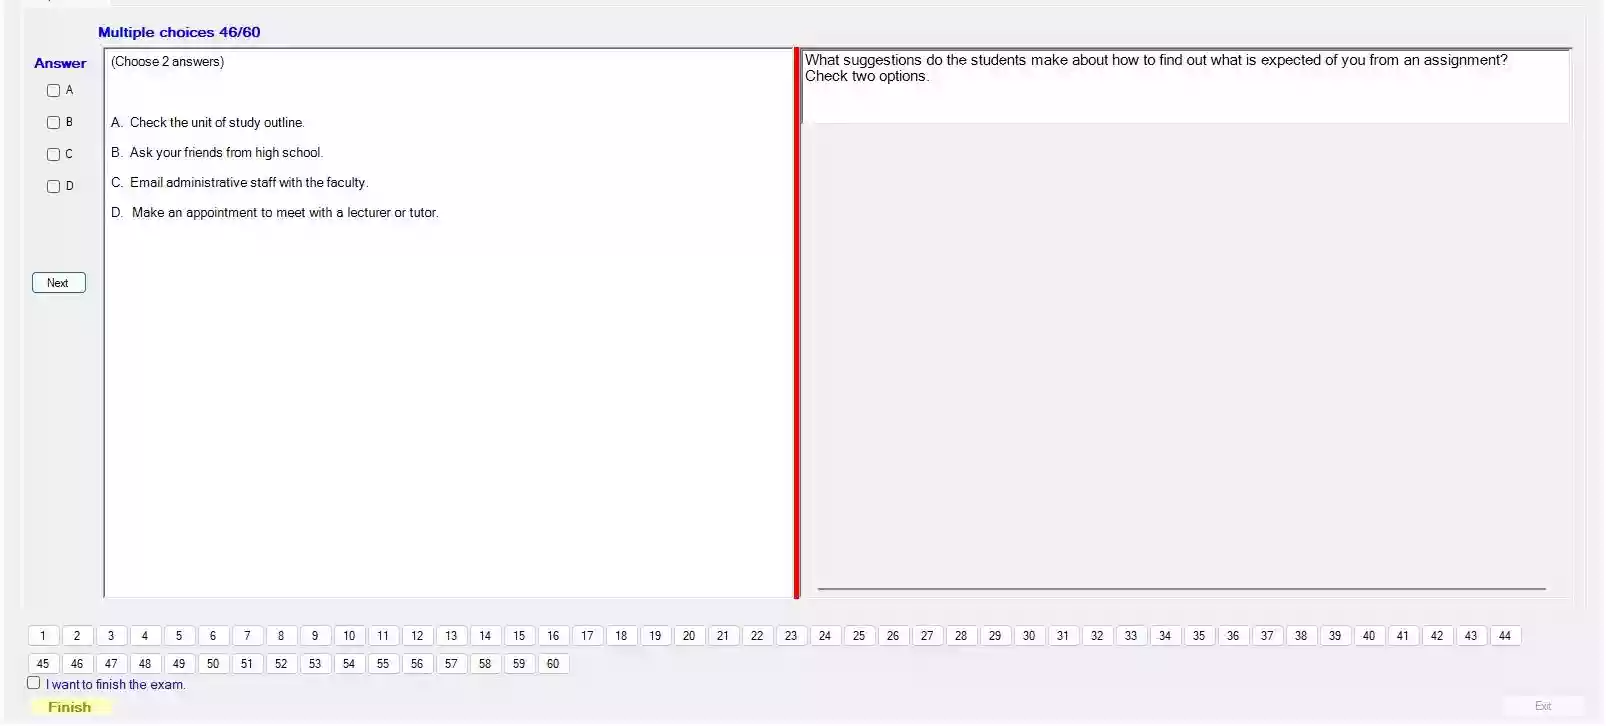 Multiple choices 46/60
Answer
A
B
C
D
Next
(Choose 2 answers)
A. Check the unit of study outline.
B. Ask your friends from high school.
C. Email administrative staff with the faculty.
D. Make an appointment to meet with a lecturer or tutor.
What suggestions do the students make about how to find out what is expected of you from an assignment?
Check two options.
1 2 3 4 5 6 7 8 9 10 11 12 13 14 15 16 17 18 19 20 21 22 23 24 25 26 27 28 29 30 31 32 33 34 35 36 37 38 39 40 41 42 43 44
45 46 47 48 49 50 51 52 53 54 55 56 57 58 59 60
I want to finish the exam.
Finish
Exit